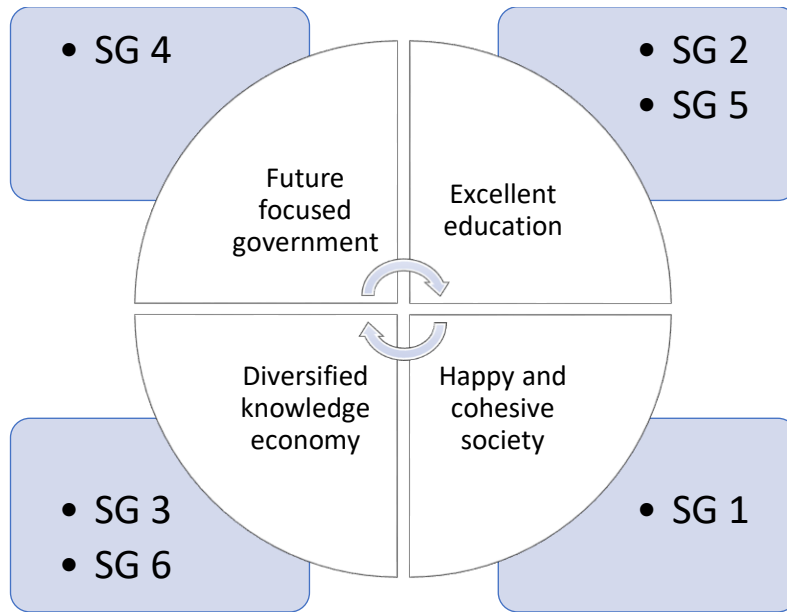 • SG 4
• SG 2
• SG 5
Future
focused
government
Excellent
education
Diversified
knowledge
economy
Happy and
cohesive
society
• SG 3
• SG 6
• SG 1